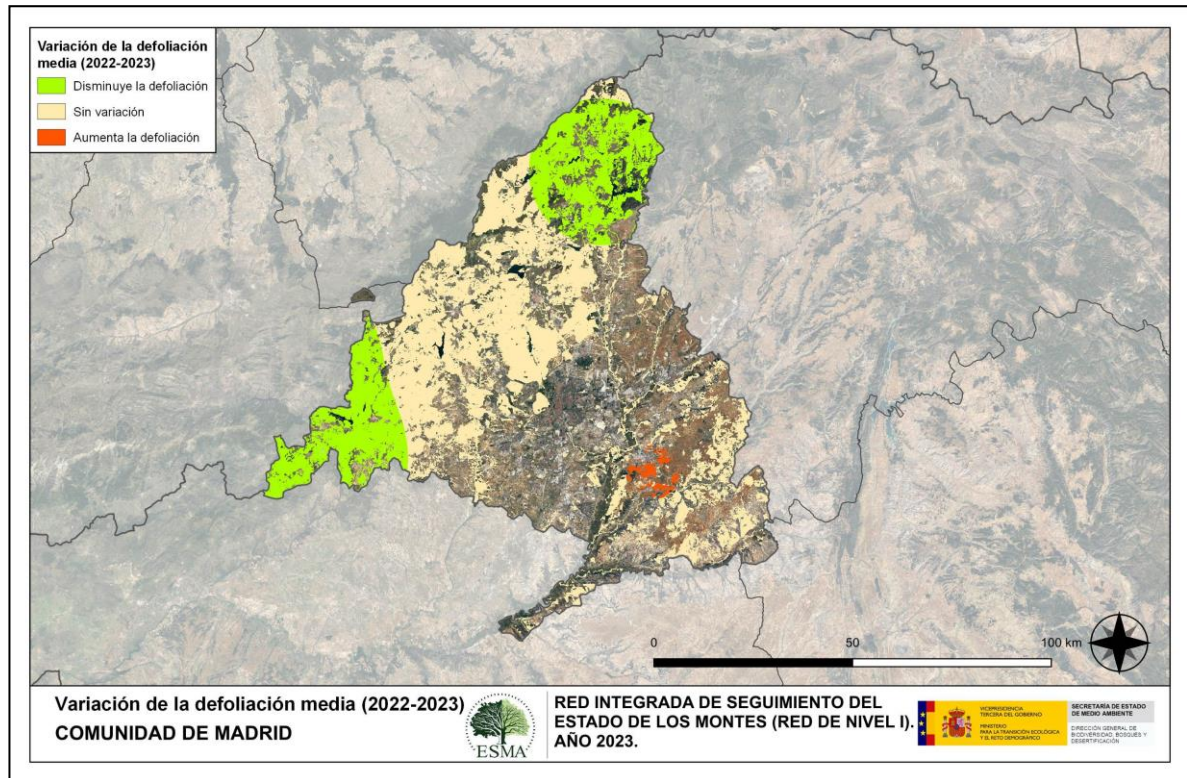 Variación de la defoliación
media (2022-2023)
Disminuye la defoliación
Sin variación
Aumenta la defoliación
0 50 100 km
Variación de la defoliación media (2022-2023)
COMUNIDAD DE MADRID
ESMA
RED INTEGRADA DE SEGUIMIENTO DEL
ESTADO DE LOS MONTES (RED DE NIVEL I).
AÑO 2023.
VICEPRESIDENCIA
TERCERA DEL GOBIERNO
MINISTERIO
PARA LA TRANSICIÓN ECOLÓGICA
Y EL RETO DEMOGRÁFICO
SECRETARÍA DE ESTADO
DE MEDIO AMBIENTE
DIRECCIÓN GENERAL DE
BIODIVERSIDAD, BOSQUES Y
DESERTIFICACIÓN